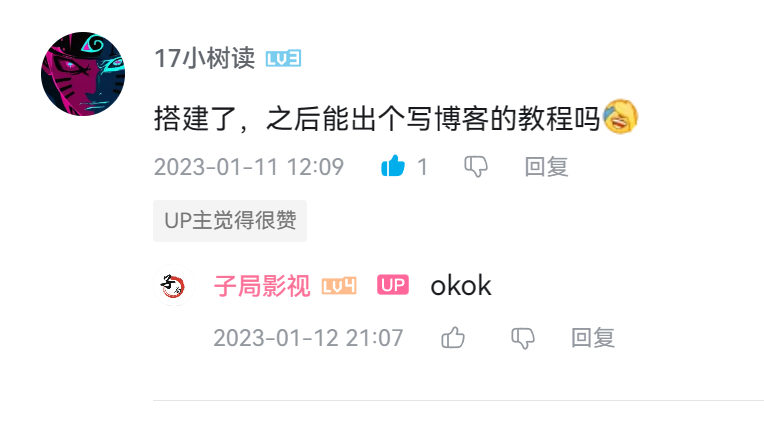 17小树读 LV3
搭建了，之后能出个写博客的教程吗
2023-01-11 12:09 1 回复
UP主觉得很赞
子局影视 LV4 UP okok
2023-01-12 21:07 回复